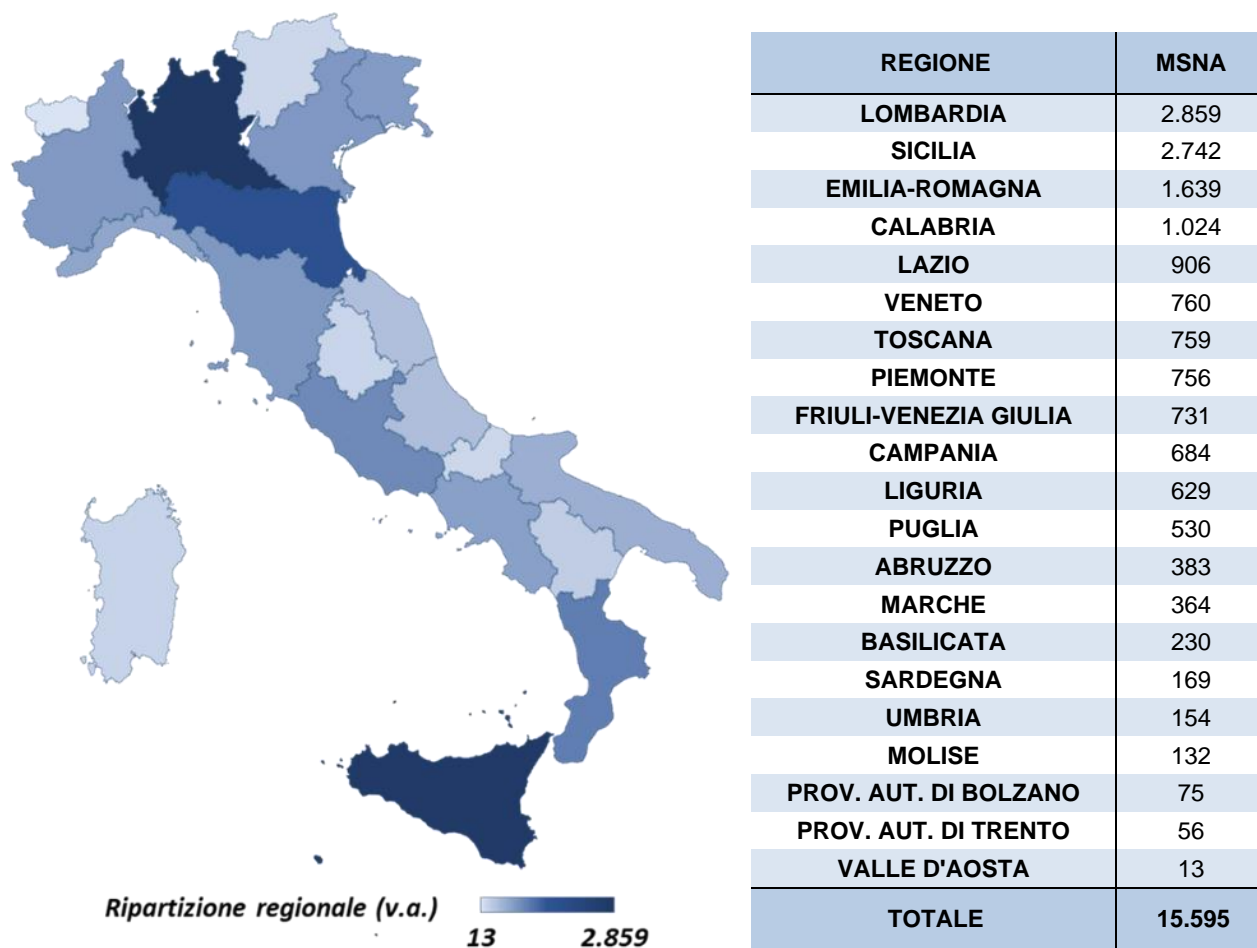 REGIONE MSNA
LOMBARDIA 2.859
SICILIA 2.742
EMILIA-ROMAGNA 1.639
CALABRIA 1.024
LAZIO 906
VENETO 760
TOSCANA 759
PIEMONTE 756
FRIULI-VENEZIA GIULIA 731
CAMPANIA 684
LIGURIA 629
PUGLIA 530
ABRUZZO 383
MARCHE 364
BASILICATA 230
SARDEGNA 169
UMBRIA 154
MOLISE 132
PROV. AUT. DI BOLZANO 75
PROV. AUT. DI TRENTO 56
VALLE D'AOSTA 13
TOTALE 15.595
Ripartizione regionale (v.a.)
13 2.859